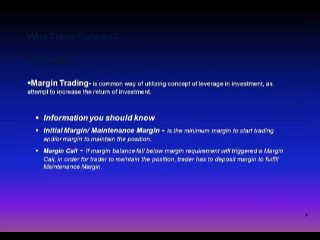 Why Trade Futures?
•Margin Trading- is common way of utilizing concept of leverage in investment, as
attempt to increase the return of investment.
• Information you should know
• Initial Margin/ Maintenance Margin - is the minimum margin to start trading
and/or margin to maintain the position.
• Margin Call - If margin balance fall below margin requirement will triggered a Margin
Call, in order for trader to maintain the position, trader has to deposit margin to fulfill
Maintenance Margin.